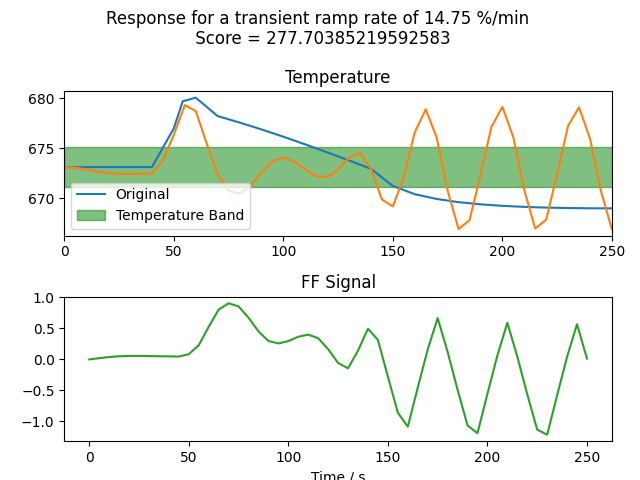 Response for a transient ramp rate of 14.75 %/min
Score = 277.70385219592583
Temperature
680
675
670
Original
Temperature Band
0
50
100
150
200
250
FF Signal
1.0
0.5
0.0
−0.5
−1.0
0
50
100
150
200
250
Time / s